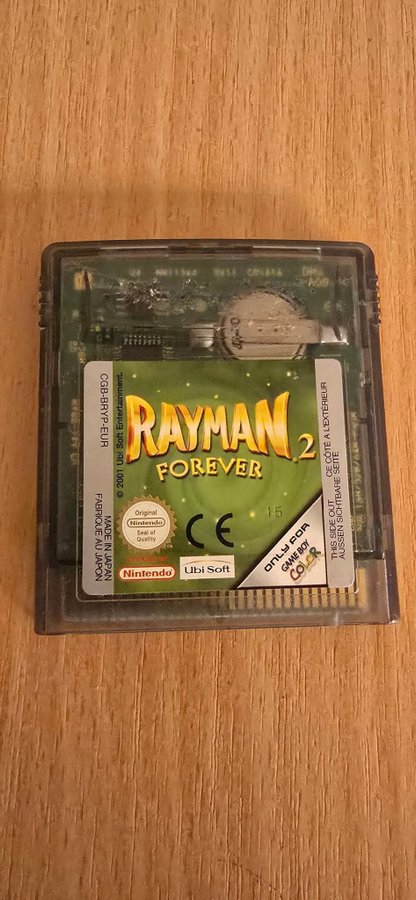 CGB-BRYP-EUR
© 2001 Ubi Soft Entertainment.
RAYMAN 2
FOREVER
Original
Nintendo
Seal of
Quality
CE
15
ONLY FOR
GAME BOY
COLOR
Nintendo
Ubi Soft
MADE IN JAPAN
FABRIQUE AU JAPON
CE CÔTÉ A L'EXTÉRIEUR
THIS SIDE OUT
AUSSEN SICHTBARE SEITE